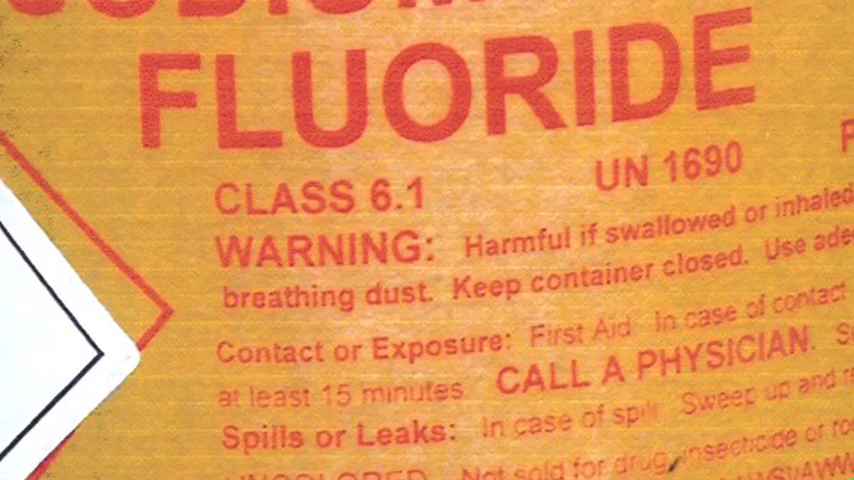 SODIUM
FLUORIDE
CLASS 6.1 UN 1690
WARNING: Harmful if swallowed or inhaled
breathing dust. Keep container closed. Use ade
Contact or Exposure: First Aid In case of contact
at least 15 minutes CALL A PHYSICIAN.
Spills or Leaks: In case of spill Sweep up and
UNCOLORED Not sold for drug, insecticide or